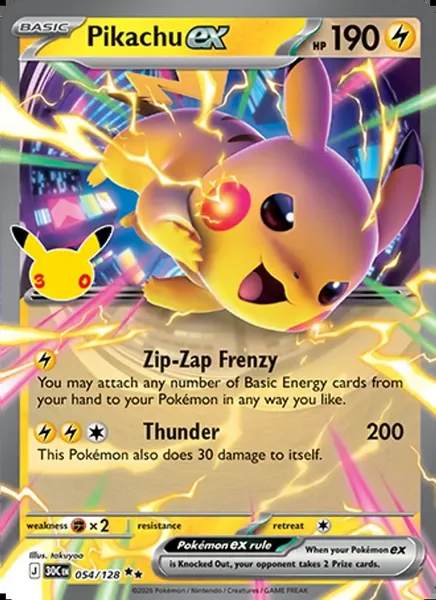 BASIC
Pikachu ex HP 190
30
Zip-Zap Frenzy
You may attach any number of Basic Energy cards from
your hand to your Pokémon in any way you like.
Thunder 200
This Pokémon also does 30 damage to itself.
weakness ×2 resistance retreat
Illus. takuyoa
Pokémon ex rule When your Pokémon ex
is Knocked Out, your opponent takes 2 Prize cards.
J 30C EN 054/128
©2026 Pokémon / Nintendo / Creatures / GAME FREAK